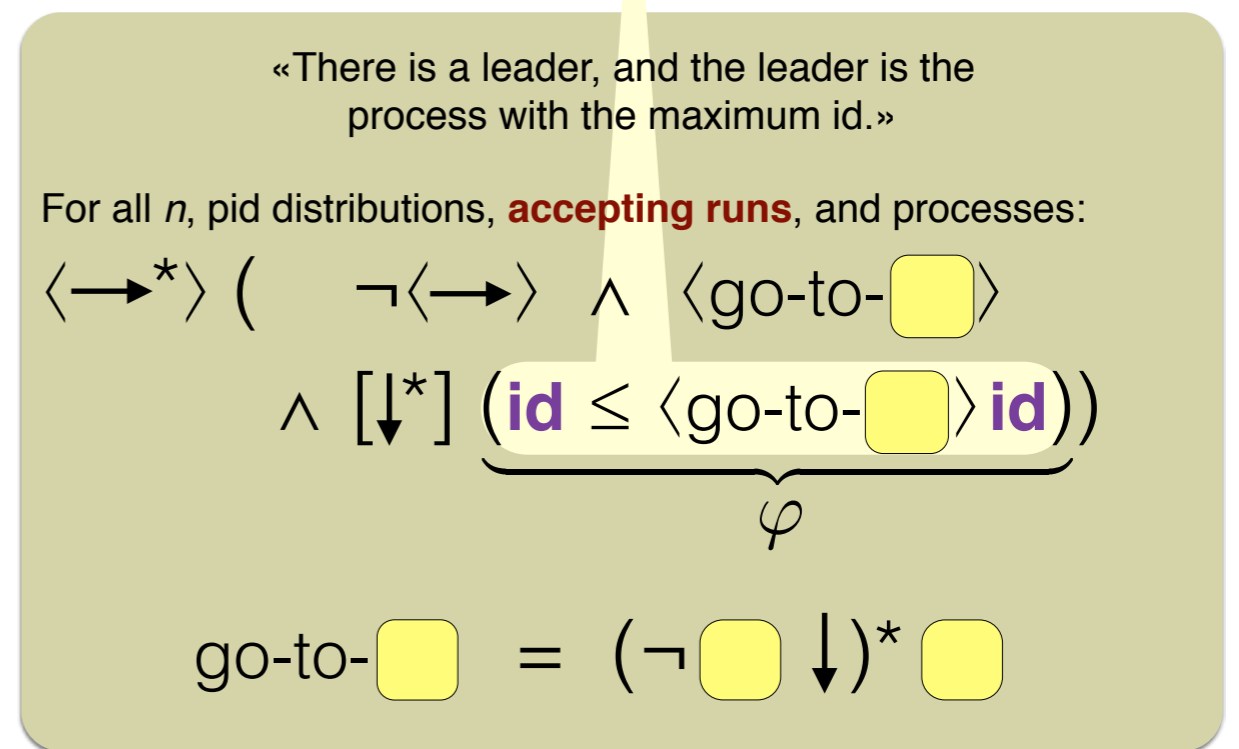 «There is a leader, and the leader is the
process with the maximum id.»
For all n, pid distributions, accepting runs, and processes:
⟨→*⟩ ( ¬⟨→⟩ ∧ ⟨go-to-🟨⟩
∧ [↓*] (id ≤ ⟨go-to-🟨⟩id))
φ
go-to-🟨 = (¬🟨 ↓)* 🟨